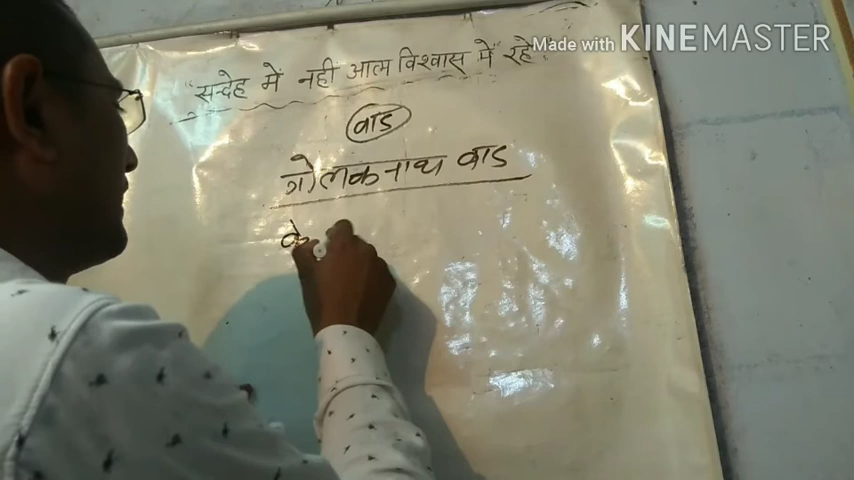 Made with KINEMASTER
"सन्देह में नही आत्म विश्वास में रहे"
वाड
गोलकनाथ वाड
के